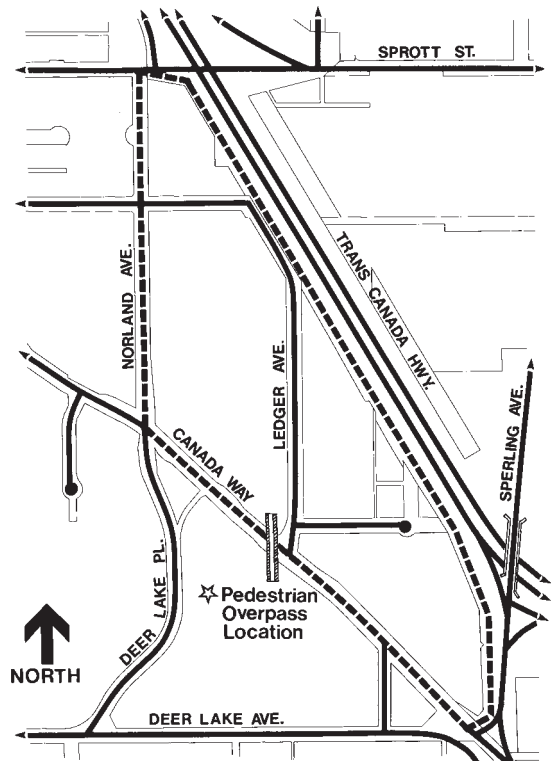 SPROTT ST.
TRANS CANADA HWY.
NORLAND AVE.
LEDGER AVE.
SPERLING AVE.
CANADA WAY
DEER LAKE PL.
☆ Pedestrian
Overpass
Location
NORTH
DEER LAKE AVE.